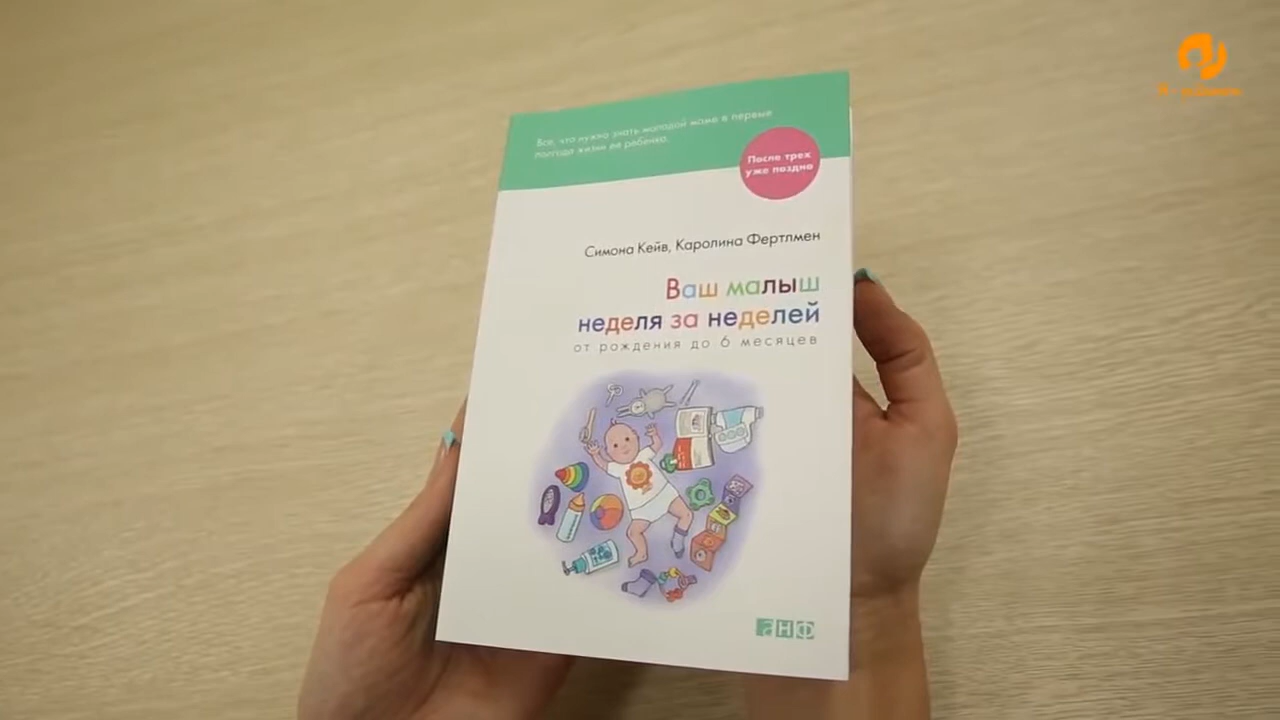 Все, что нужно знать молодой маме в первые
полгода жизни ее ребенка.
После трех
уже поздно
Симона Кейв, Каролина Фертлмен
Ваш малыш
неделя за неделей
от рождения до 6 месяцев
анф